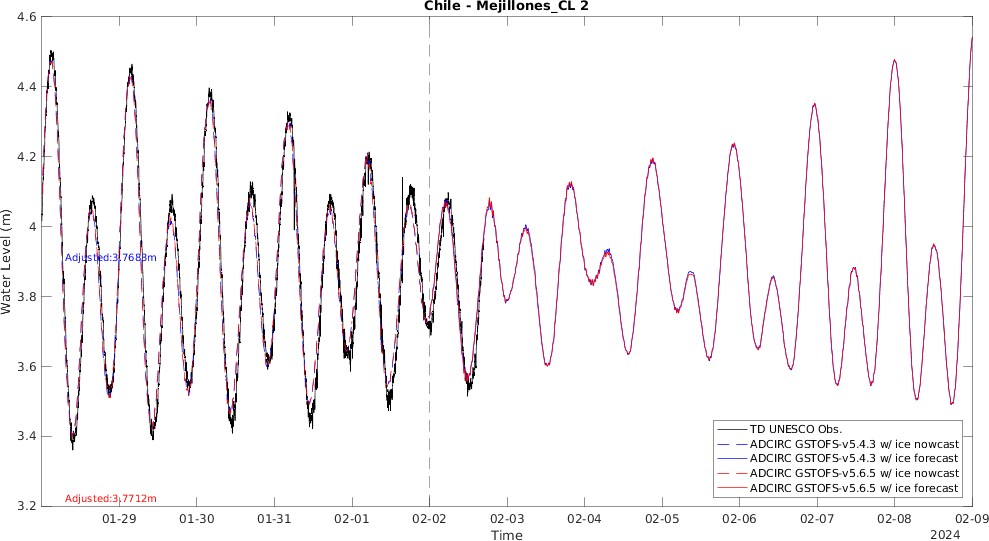 Chile - Mejillones_CL 2
4.6
4.4
4.2
4
3.8
3.6
3.4
3.2
Water Level (m)
Adjusted:3.7683m
Adjusted:3.7712m
TD UNESCO Obs.
ADCIRC GSTOFS-v5.4.3 w/ ice nowcast
ADCIRC GSTOFS-v5.4.3 w/ ice forecast
ADCIRC GSTOFS-v5.6.5 w/ ice nowcast
ADCIRC GSTOFS-v5.6.5 w/ ice forecast
01-29 01-30 01-31 02-01 02-02 02-03 02-04 02-05 02-06 02-07 02-08 02-09
Time
2024